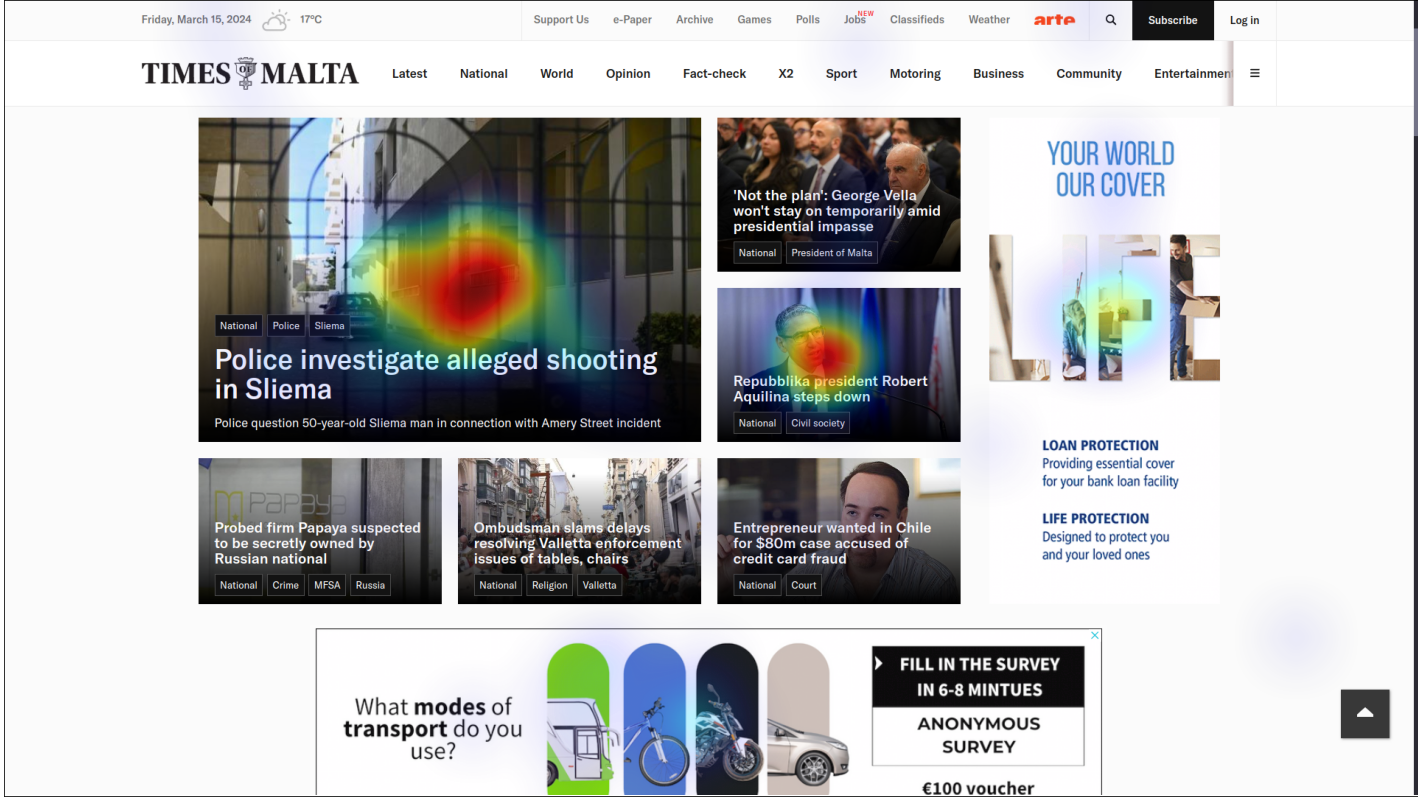 Friday, March 15, 2024 17°C Support Us e-Paper Archive Games Polls Jobs NEW Classifieds Weather arte Subscribe Log in
TIMES OF MALTA Latest National World Opinion Fact-check X2 Sport Motoring Business Community Entertainmen
National Police Sliema
Police investigate alleged shooting
in Sliema
Police question 50-year-old Sliema man in connection with Amery Street incident
'Not the plan': George Vella
won't stay on temporarily amid
presidential impasse
National President of Malta
Repubblika president Robert
Aquilina steps down
National Civil society
YOUR WORLD
OUR COVER
LIFE
LOAN PROTECTION
Providing essential cover
for your bank loan facility
LIFE PROTECTION
Designed to protect you
and your loved ones
PAPAYA
Probed firm Papaya suspected
to be secretly owned by
Russian national
National Crime MFSA Russia
Ombudsman slams delays
resolving Valletta enforcement
issues of tables, chairs
National Religion Valletta
Entrepreneur wanted in Chile
for $80m case accused of
credit card fraud
National Court
What modes of
transport do you
use?
FILL IN THE SURVEY
IN 6-8 MINTUES
ANONYMOUS
SURVEY
€100 voucher